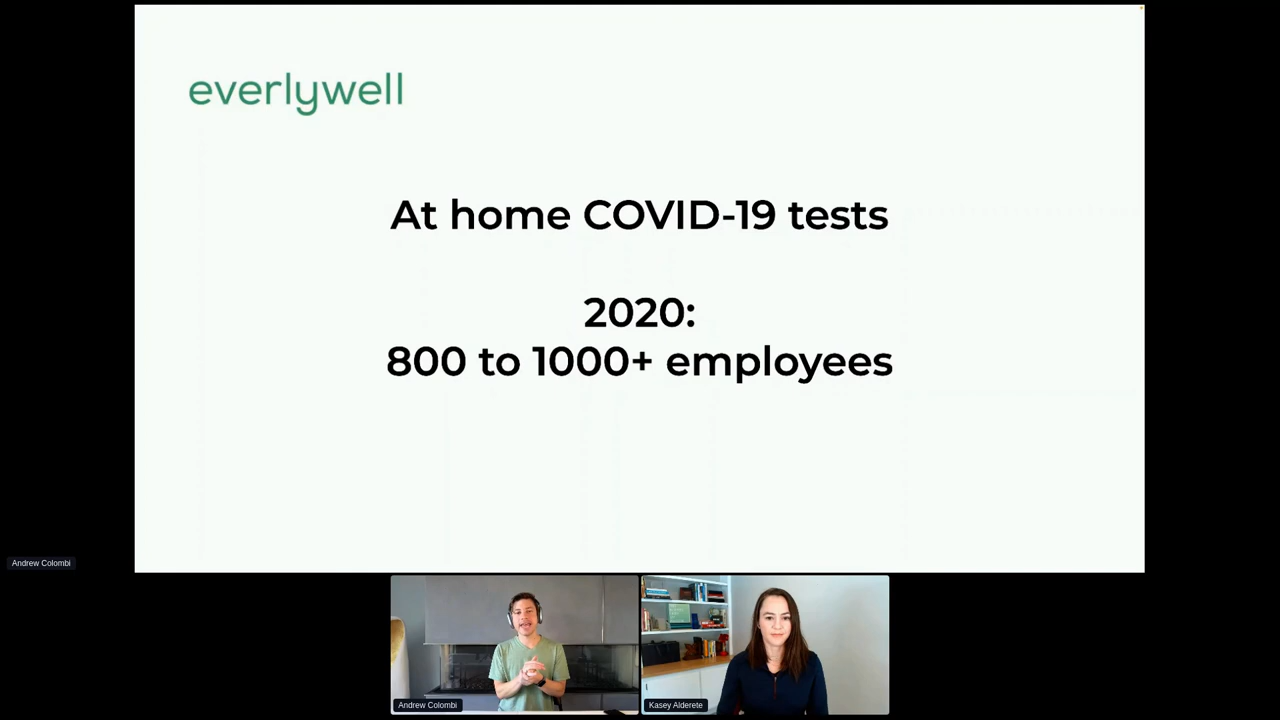 everlywell
At home COVID-19 tests
2020:
800 to 1000+ employees
Andrew Colombi
Andrew Colombi
Kasey Alderete